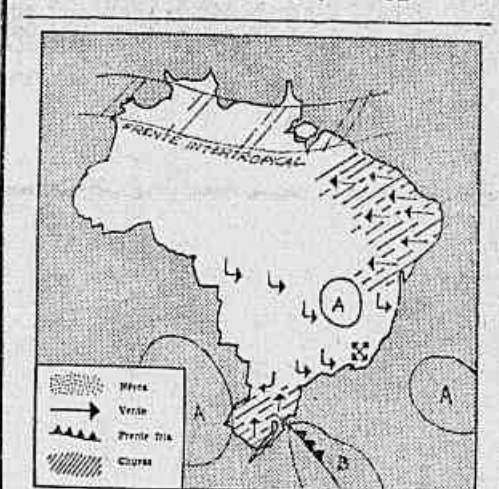 FRENTE INTERTROPICAL
A
A
A
B
Névoa
Vento
Frente fria
Chuvas